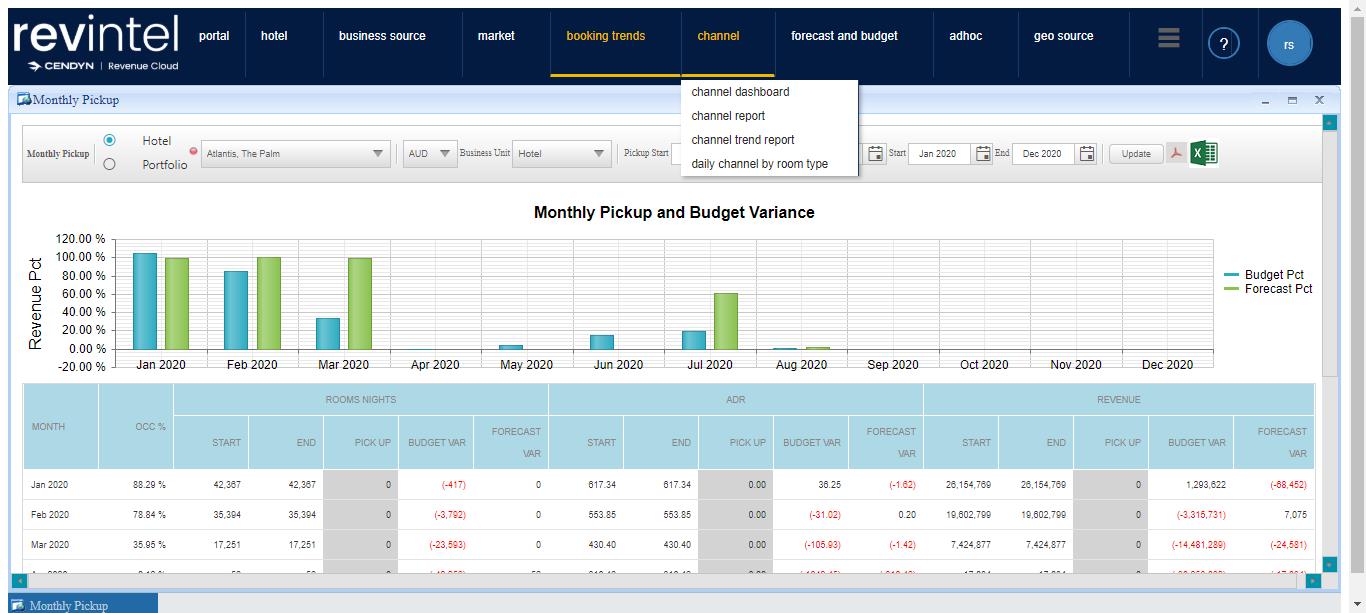 revintel
CENDYN | Revenue Cloud
portal hotel business source market booking trends channel forecast and budget adhoc geo source ? rs
Monthly Pickup
channel dashboard
channel report
channel trend report
daily channel by room type
Monthly Pickup Hotel Portfolio Atlantis, The Palm AUD Business Unit Hotel Pickup Start Start Jan 2020 End Dec 2020 Update
Monthly Pickup and Budget Variance
Revenue Pct
120.00 %
100.00 %
80.00 %
60.00 %
40.00 %
20.00 %
0.00 %
-20.00 %
Jan 2020 Feb 2020 Mar 2020 Apr 2020 May 2020 Jun 2020 Jul 2020 Aug 2020 Sep 2020 Oct 2020 Nov 2020 Dec 2020
Budget Pct
Forecast Pct
MONTH OCC % ROOMS NIGHTS ADR REVENUE
START END PICK UP BUDGET VAR FORECAST VAR START END PICK UP BUDGET VAR FORECAST VAR START END PICK UP BUDGET VAR FORECAST VAR
Jan 2020 88.29 % 42,367 42,367 0 (-417) 0 617.34 617.34 0.00 36.25 (-1.62) 26,154,769 26,154,769 0 1,293,622 (-68,452)
Feb 2020 78.84 % 35,394 35,394 0 (-3,792) 0 553.85 553.85 0.00 (-31.02) 0.20 19,602,799 19,602,799 0 (-3,315,731) 7,075
Mar 2020 35.95 % 17,251 17,251 0 (-23,593) 0 430.40 430.40 0.00 (-105.93) (-1.42) 7,424,877 7,424,877 0 (-14,481,289) (-24,581)
Monthly Pickup